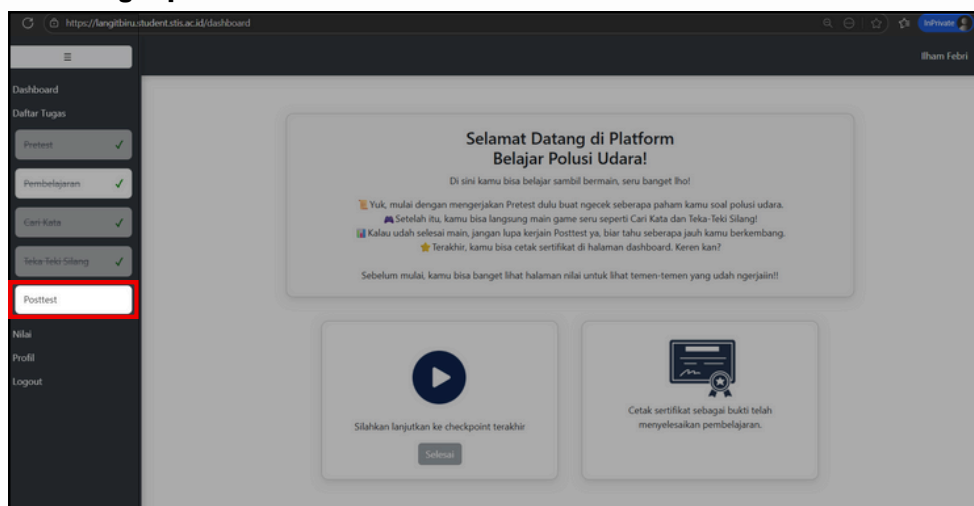 https://langitbiru.student.stis.ac.id/dashboard
InPrivate
Ilham Febri
Dashboard
Daftar Tugas
Pretest
Pembelajaran
Cari Kata
Teka-Teki Silang
Posttest
Nilai
Profil
Logout
Selamat Datang di Platform
Belajar Polusi Udara!
Di sini kamu bisa belajar sambil bermain, seru banget lho!
Yuk, mulai dengan mengerjakan Pretest dulu buat ngecek seberapa paham kamu soal polusi udara.
Setelah itu, kamu bisa langsung main game seru seperti Cari Kata dan Teka-Teki Silang!
Kalau udah selesai main, jangan lupa kerjain Posttest ya, biar tahu seberapa jauh kamu berkembang.
Terakhir, kamu bisa cetak sertifikat di halaman dashboard. Keren kan?
Sebelum mulai, kamu bisa banget lihat halaman nilai untuk lihat temen-temen yang udah ngerjaiin!!
Silahkan lanjutkan ke checkpoint terakhir
Selesai
Cetak sertifikat sebagai bukti telah
menyelesaikan pembelajaran.